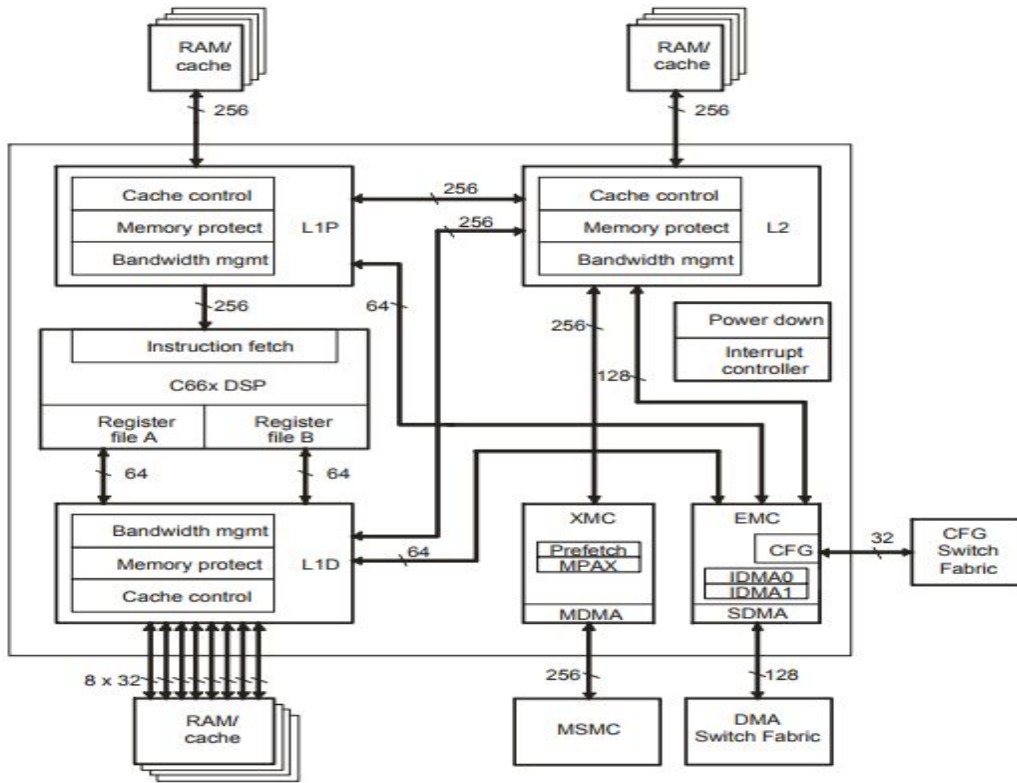 RAM/
cache
RAM/
cache
256
256
Cache control
Memory protect
Bandwidth mgmt
L1P
256
256
Cache control
Memory protect
Bandwidth mgmt
L2
256
64
256
128
Power down
Interrupt
controller
Instruction fetch
C66x DSP
Register
file A
Register
file B
64
64
Bandwidth mgmt
Memory protect
Cache control
L1D
64
XMC
Prefetch
MPAX
MDMA
EMC
CFG
IDMA0
IDMA1
SDMA
32
CFG
Switch
Fabric
8 x 32
256
128
RAM/
cache
MSMC
DMA
Switch Fabric